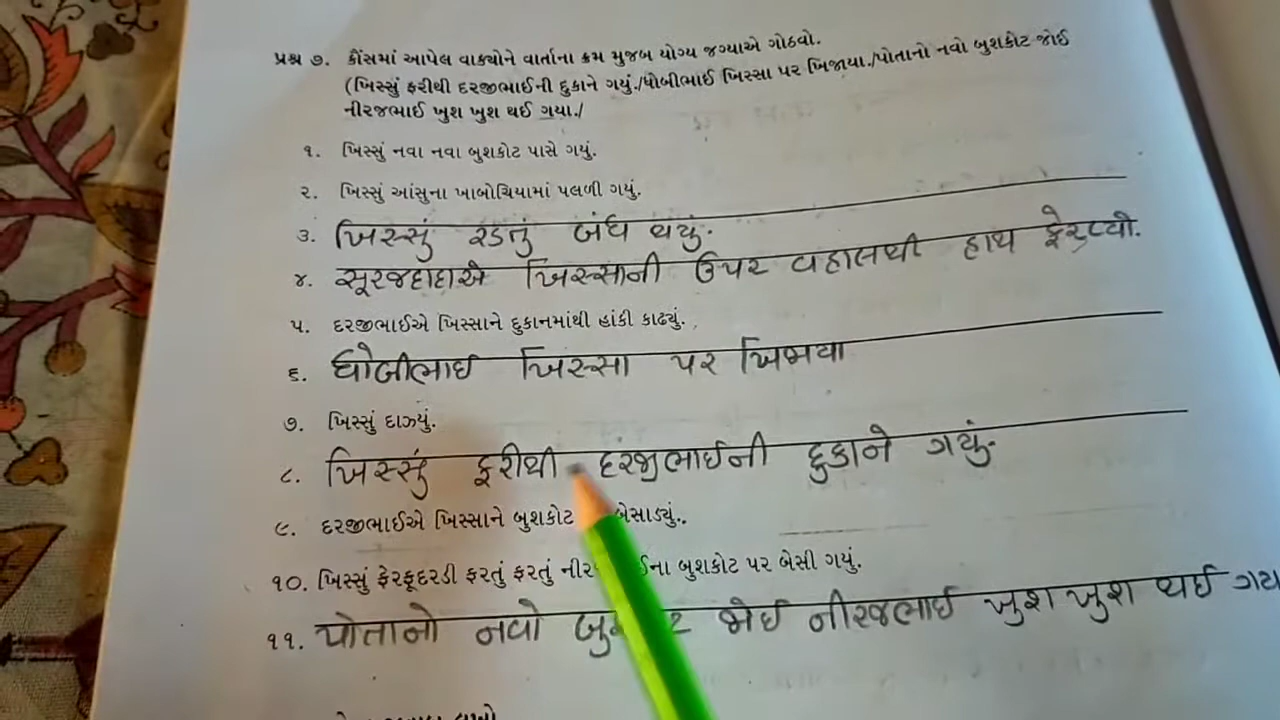 પ્રશ્ન ૭. કૌંસમાં આપેલ વાક્યોને વાર્તાના ક્રમ મુજબ યોગ્ય જગ્યાએ ગોઠવો.
(ખિસ્સું ફરીથી દરજીભાઈની દુકાને ગયું./ધોબીભાઈ ખિસ્સા પર ખિજાયા./પોતાનો નવો બુશકોટ જોઈ
નીરજભાઈ ખુશ ખુશ થઈ ગયા./
૧. ખિસ્સું નવા નવા બુશકોટ પાસે ગયું.
૨. ખિસ્સું આંસુના ખાબોચિયામાં પલળી ગયું.
૩. ખિસ્સું રડતું બંધ થયું.
૪. સૂરજદાદાએ ખિસ્સાની ઉપર વહાલથી હાથ ફેરવ્યો.
૫. દરજીભાઈએ ખિસ્સાને દુકાનમાંથી હાંકી કાઢ્યું.
૬. ધોબીભાઈ ખિસ્સા પર ખિજાયા
૭. ખિસ્સું દાઝ્યું.
૮. ખિસ્સું ફરીથી દરજીભાઈની દુકાને ગયું.
૯. દરજીભાઈએ ખિસ્સાને બુશકોટ બેસાડ્યું.
૧૦. ખિસ્સું ફેરફૂદરડી ફરતું ફરતું બુશકોટ પર બેસી ગયું.
૧૧. પોતાનો નવો જોઈ નીરજભાઈ ખુશ ખુશ થઈ